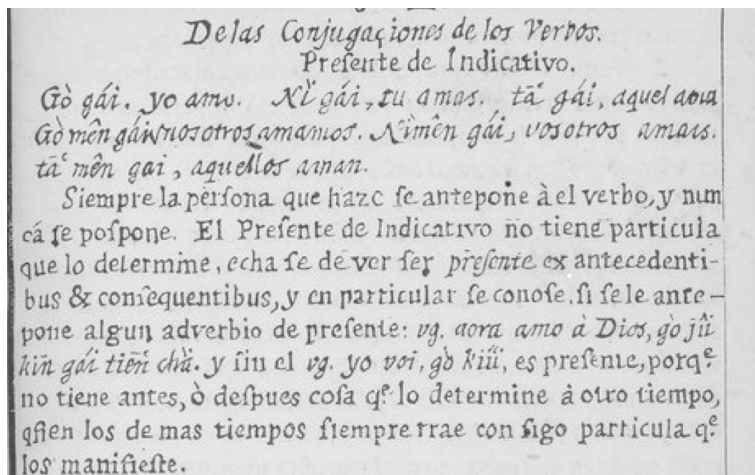 De las Conjugaçiones de los Verbos.
Preſente de Indicativo.
Gò gái. yo amo. Nì gái, tu amas. tā gái, aquel ama
Gò mên gái nosotros amamos. Nì mên gái, vosotros amais.
tā mên gai, aquellos aman.
Siempre la perſona que haze ſe antepone à el verbo, y nun
cá ſe poſpone. El Preſente de Indicativo no tiene particula
que lo determine, echa ſe de ver ſer preſente ex antecedenti-
bus & conſequentibus, y en particular ſe conoſe, ſi ſe le ante-
pone algun adverbio de preſente: vg. aora amo à Dios, gò jû
kīn gái tiēn chù. y ſin el vg. yo voi, gò k'iú, es preſente, porq.e
no tiene antes, ò deſpues coſa q.e lo determine à otro tiempo,
los de mas tiempos ſiempre trae con ſigo particula q.e
los manifieſte.